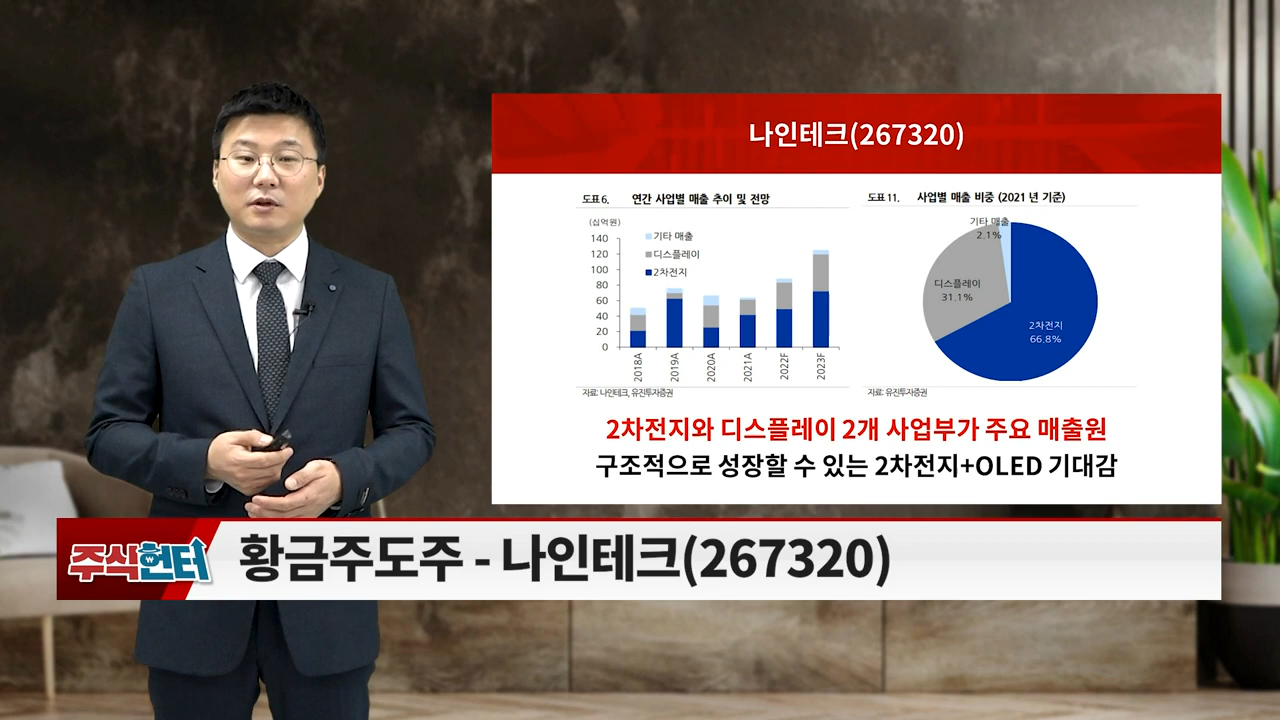 나인테크(267320)
도표 6. 연간 사업별 매출 추이 및 전망
(십억원)
140
120
100
80
60
40
20
0
기타 매출
디스플레이
2차전지
2018A
2019A
2020A
2021A
2022F
2023F
자료: 나인테크, 유진투자증권
도표 11. 사업별 매출 비중 (2021 년 기준)
기타 매출
2.1%
디스플레이
31.1%
2차전지
66.8%
자료: 유진투자증권
2차전지와 디스플레이 2개 사업부가 주요 매출원
구조적으로 성장할 수 있는 2차전지+OLED 기대감
주식헌터
황금주도주 - 나인테크(267320)